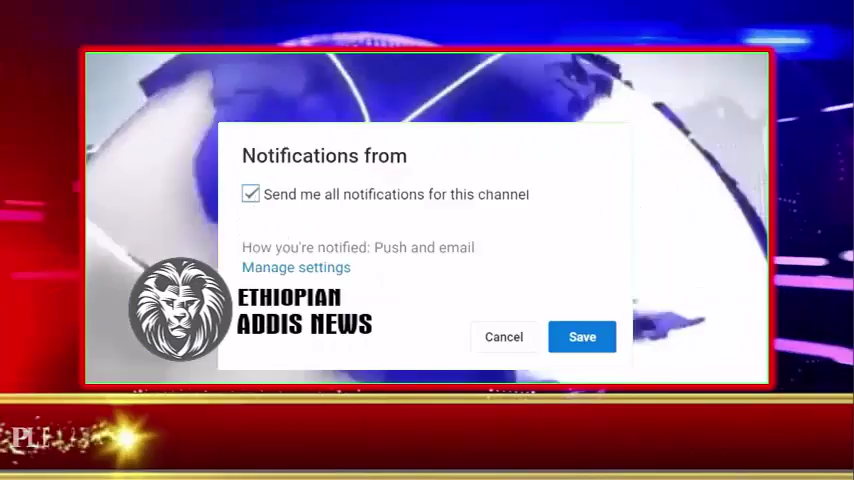 Notifications from
Send me all notifications for this channel
How you're notified: Push and email
Manage settings
ETHIOPIAN
ADDIS NEWS
Cancel
Save